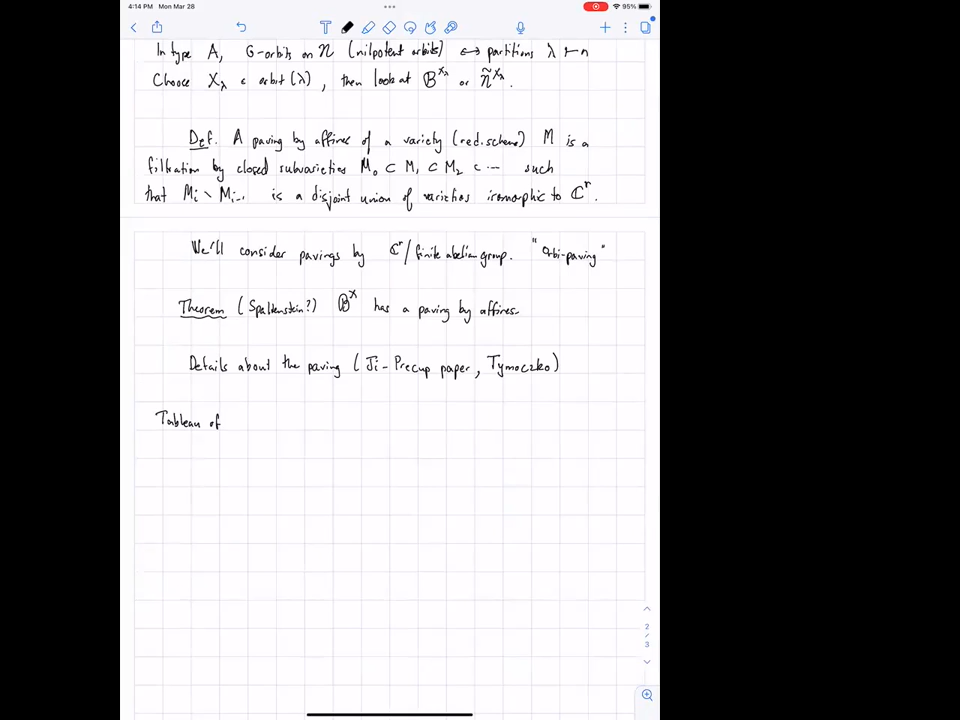 4:14 PM Mon Mar 28
95%
In type A, G-orbits on N (nilpotent orbits) ↔ partitions λ ⊢ n
Choose X_λ ∈ orbit(λ), then look at B^{X_λ} or Ñ^{X_λ}.
Def. A paving by affines of a variety (red. scheme) M is a
filtration by closed subvarieties M_0 ⊂ M_1 ⊂ M_2 ⊂ ... such
that M_i \ M_{i-1} is a disjoint union of varieties isomorphic to ℂ^r.
We'll consider pavings by ℂ^r/finite abelian group. "Orbi-paving"
Theorem (Spaltenstein?) B^X has a paving by affines.
Details about the paving (Ji-Precup paper, Tymoczko)
Tableau of
2
/
3